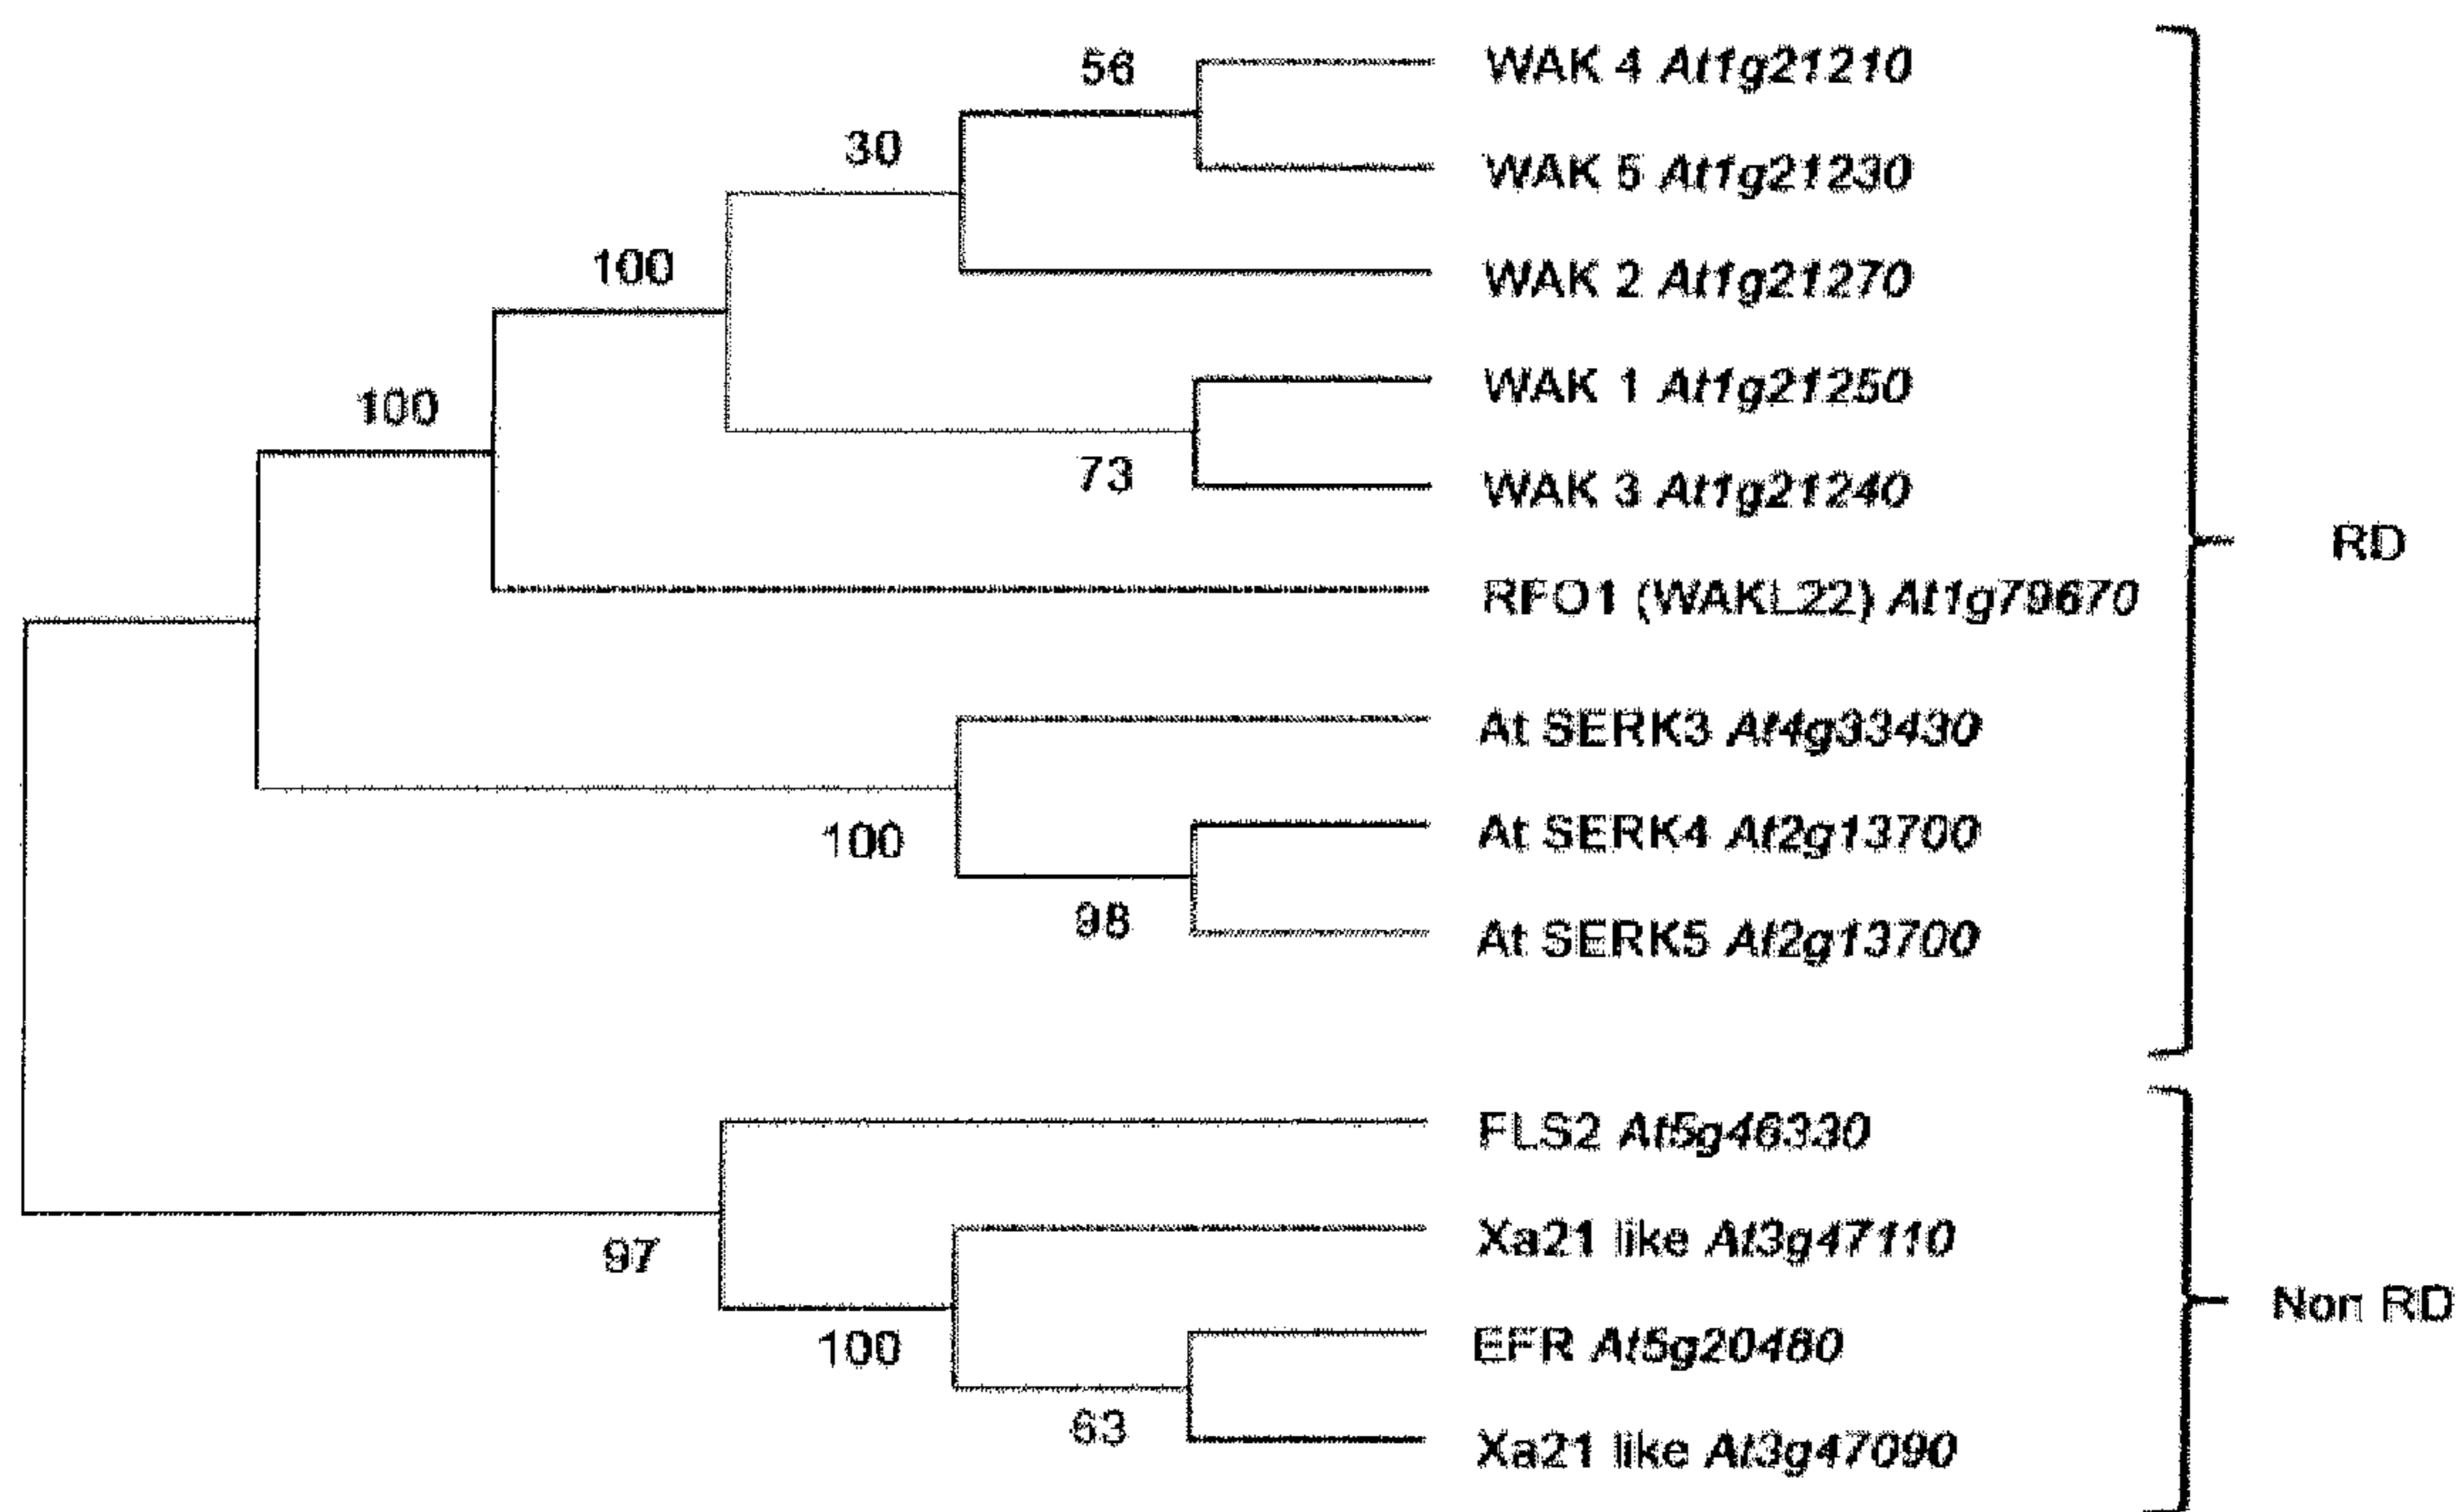 56
WAK 4 At1g21210
30
WAK 5 At1g21230
100
WAK 2 At1g21270
100
WAK 1 At1g21250
73
WAK 3 At1g21240
RD
RFO1 (WAKL22) At1g79670
At SERK3 At4g33430
100
At SERK4 At2g13700
98
At SERK5 At2g13700
FLS2 At5g46330
97
Xa21 like At3g47110
Non RD
100
EFR At5g20480
63
Xa21 like At3g47090